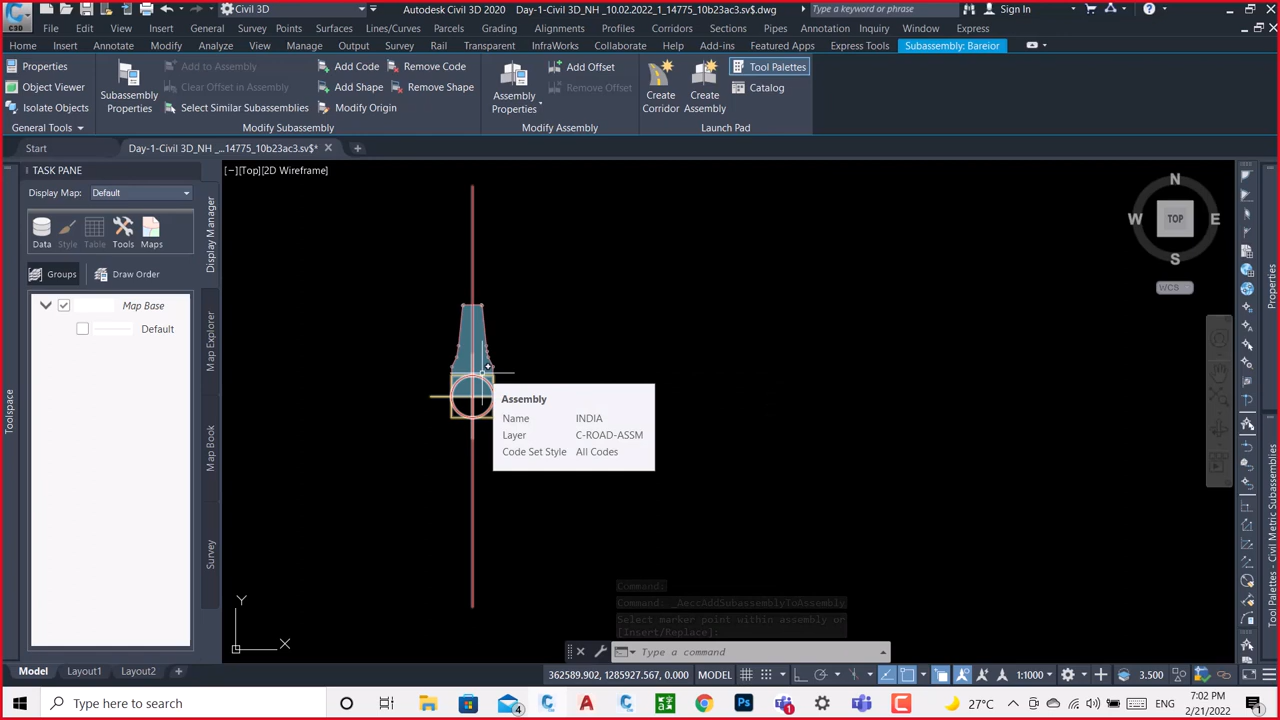 C3D
Civil 3D
Autodesk Civil 3D 2020 Day-1-Civil 3D_NH _10.02.2022_1_14775_10b23ac3.sv$.dwg
Type a keyword or phrase
Sign In
File Edit View Insert General Survey Points Surfaces Lines/Curves Parcels Grading Alignments Profiles Corridors Sections Pipes Annotation Inquiry Window Express
Home Insert Annotate Modify Analyze View Manage Output Survey Rail Transparent InfraWorks Collaborate Help Add-ins Featured Apps Express Tools Subassembly: Bareior
Properties
Object Viewer
Isolate Objects
General Tools
Subassembly
Properties
Add to Assembly
Clear Offset in Assembly
Select Similar Subassemblies
Add Code
Add Shape
Modify Origin
Remove Code
Remove Shape
Modify Subassembly
Assembly
Properties
Add Offset
Remove Offset
Modify Assembly
Create
Corridor
Create
Assembly
Tool Palettes
Catalog
Launch Pad
Start
Day-1-Civil 3D_NH _...14775_10b23ac3.sv$*
TASK PANE
Display Map: Default
Data Style Table Tools Maps
Groups Draw Order
Map Base
Default
Toolspace
Display Manager
Map Explorer
Map Book
Survey
[−][Top][2D Wireframe]
Assembly
Name INDIA
Layer C-ROAD-ASSM
Code Set Style All Codes
N
W TOP E
S
WCS
Properties
Tool Palettes - Civil Metric Subassemblies
Y
X
Command:
Command: _AeccAddSubassemblyToAssembly
Select marker point within assembly or
[Insert/Replace]:
Type a command
Model Layout1 Layout2
362589.902, 1285927.567, 0.000 MODEL
1:1000
3.500
Type here to search
4
1
27°C
ENG
7:02 PM
2/21/2022
1